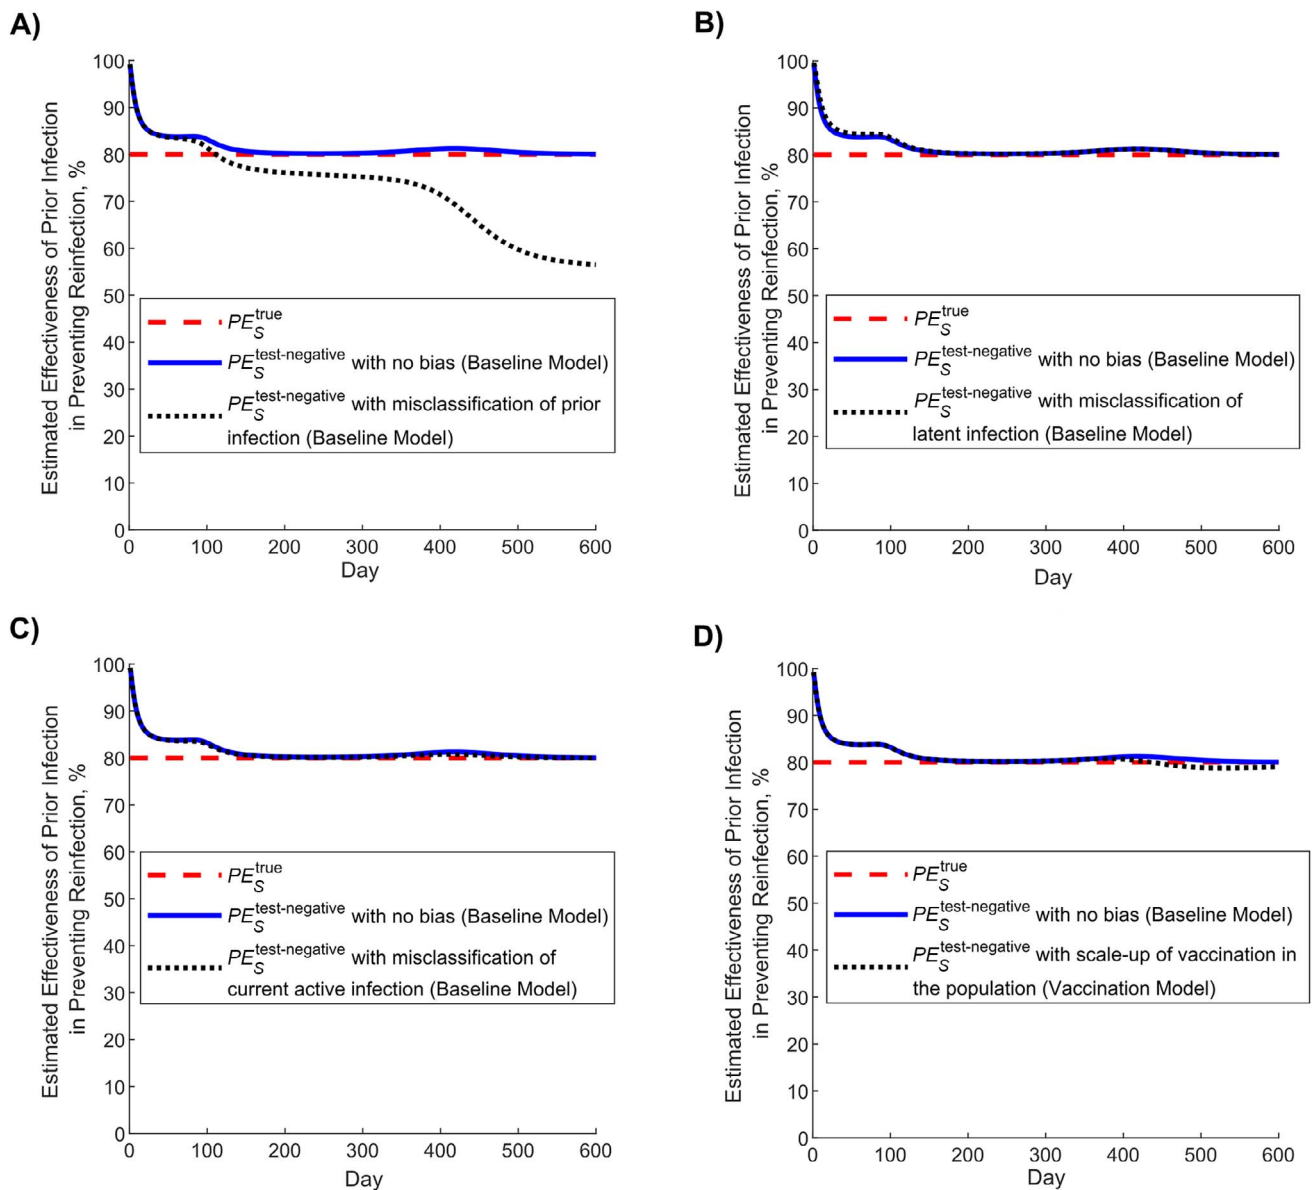 A)
Estimated Effectiveness of Prior Infection
in Preventing Reinfection, %
100
90
80
70
60
50
40
30
20
10
0
PE_S^true
PE_S^test-negative with no bias (Baseline Model)
PE_S^test-negative with misclassification of prior
infection (Baseline Model)
0 100 200 300 400 500 600
Day
B)
Estimated Effectiveness of Prior Infection
in Preventing Reinfection, %
100
90
80
70
60
50
40
30
20
10
0
PE_S^true
PE_S^test-negative with no bias (Baseline Model)
PE_S^test-negative with misclassification of
latent infection (Baseline Model)
0 100 200 300 400 500 600
Day
C)
Estimated Effectiveness of Prior Infection
in Preventing Reinfection, %
100
90
80
70
60
50
40
30
20
10
0
PE_S^true
PE_S^test-negative with no bias (Baseline Model)
PE_S^test-negative with misclassification of
current active infection (Baseline Model)
0 100 200 300 400 500 600
Day
D)
Estimated Effectiveness of Prior Infection
in Preventing Reinfection, %
100
90
80
70
60
50
40
30
20
10
0
PE_S^true
PE_S^test-negative with no bias (Baseline Model)
PE_S^test-negative with scale-up of vaccination in
the population (Vaccination Model)
0 100 200 300 400 500 600
Day